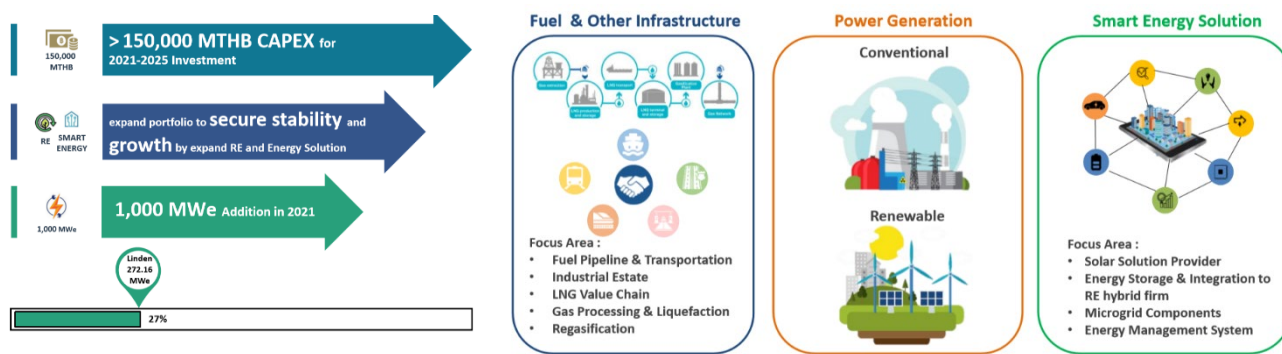 150,000
MTHB
> 150,000 MTHB CAPEX for
2021-2025 Investment
RE
SMART
ENERGY
expand portfolio to secure stability and
growth by expand RE and Energy Solution
1,000 MWe
1,000 MWe Addition in 2021
Linden
272.16
MWe
27%
Fuel & Other Infrastructure
Focus Area :
• Fuel Pipeline & Transportation
• Industrial Estate
• LNG Value Chain
• Gas Processing & Liquefaction
• Regasification
Power Generation
Conventional
Renewable
Smart Energy Solution
Focus Area :
• Solar Solution Provider
• Energy Storage & Integration to
RE hybrid firm
• Microgrid Components
• Energy Management System